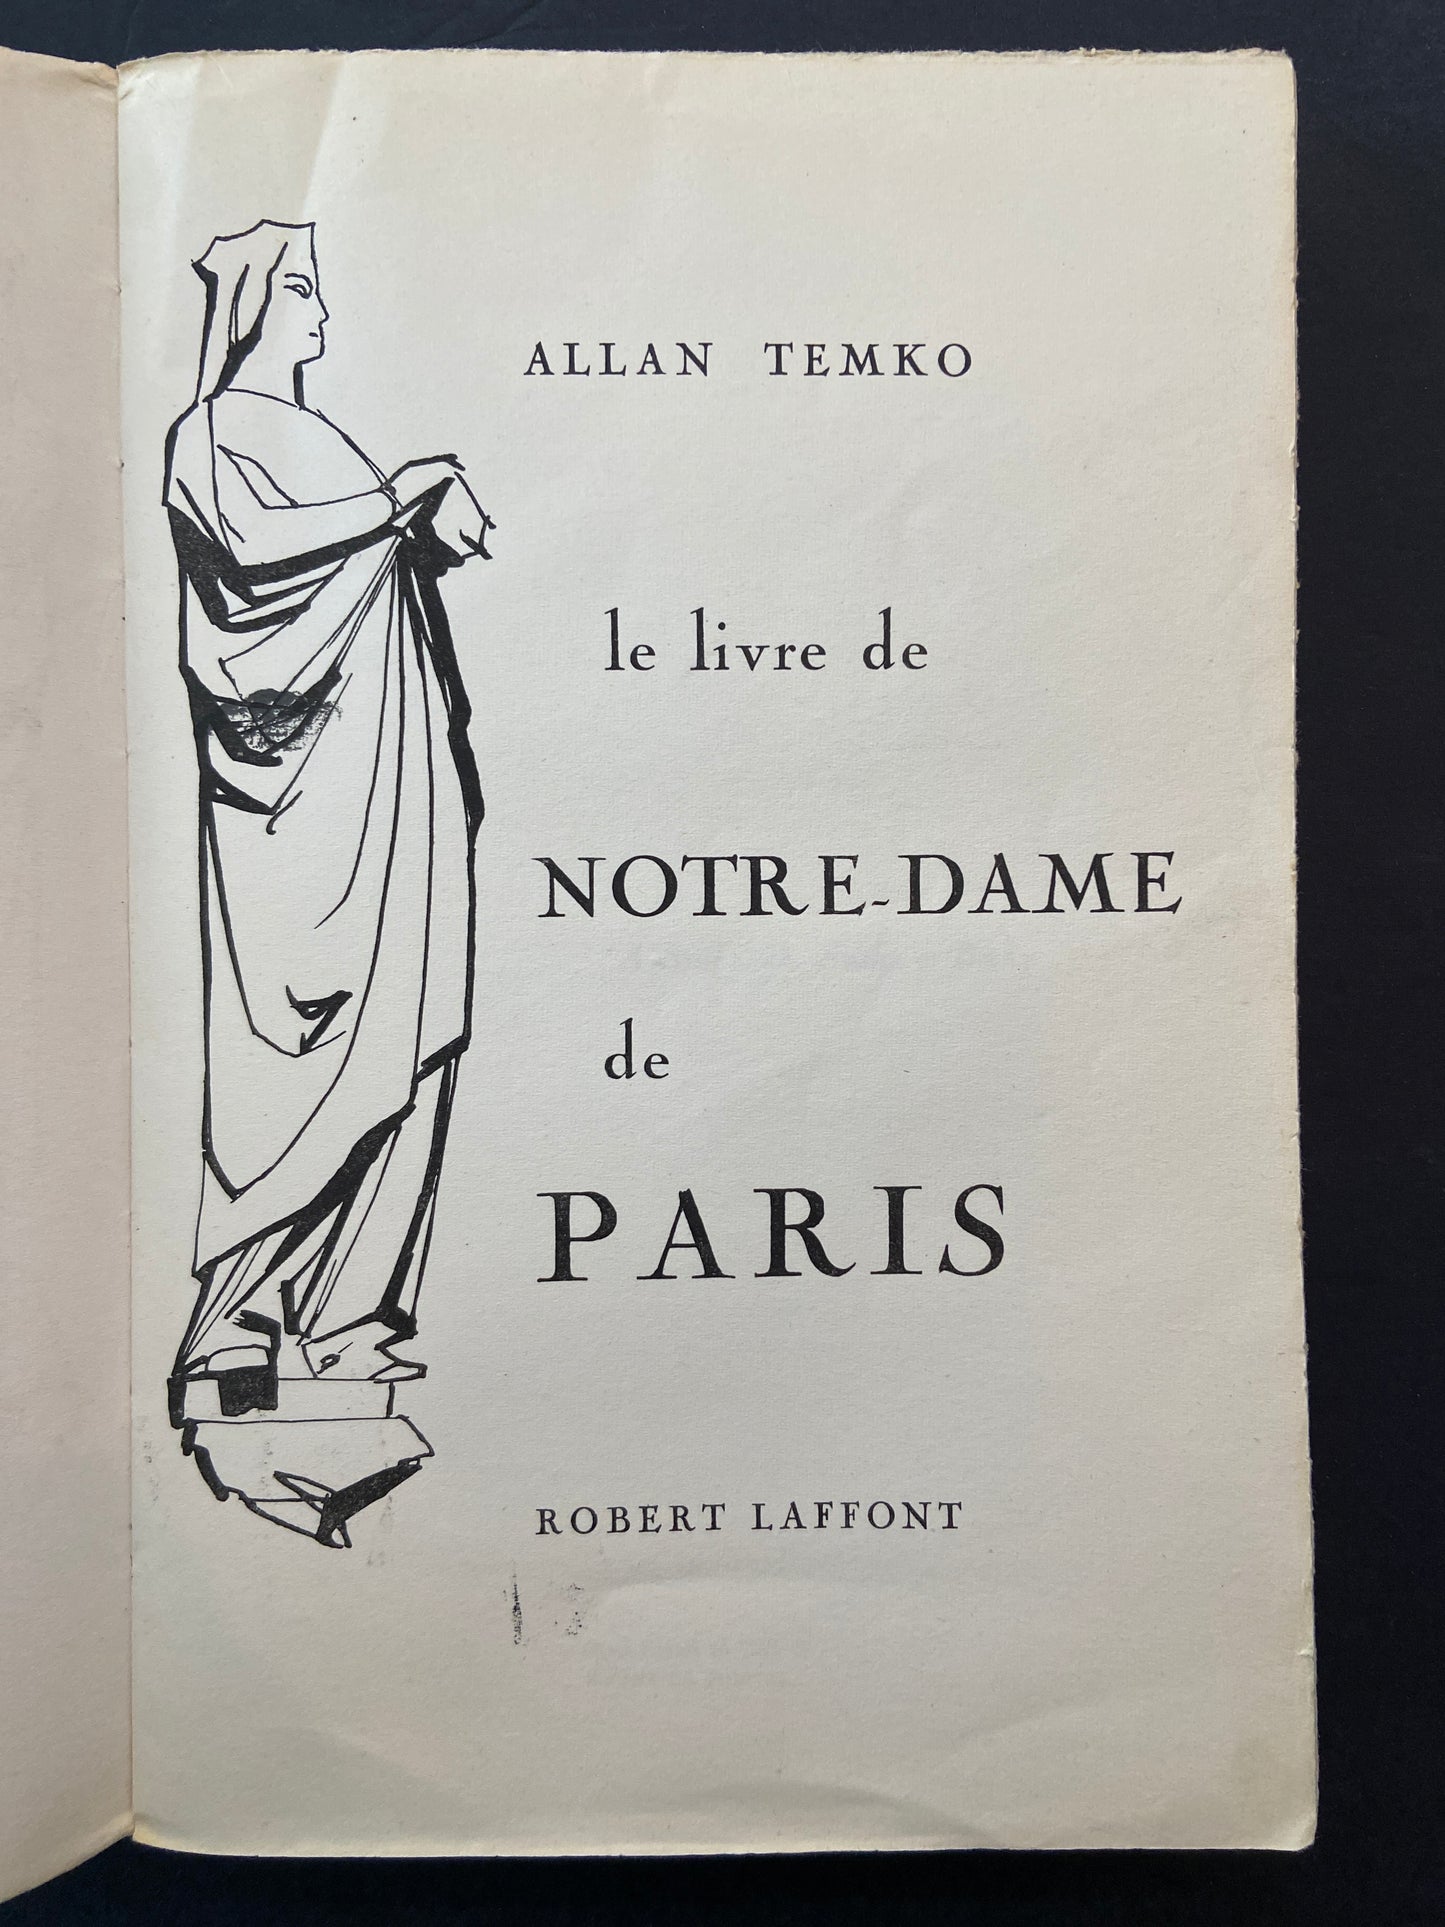 ALLAN TEMKO
le livre de
NOTRE-DAME
de
PARIS
ROBERT LAFFONT